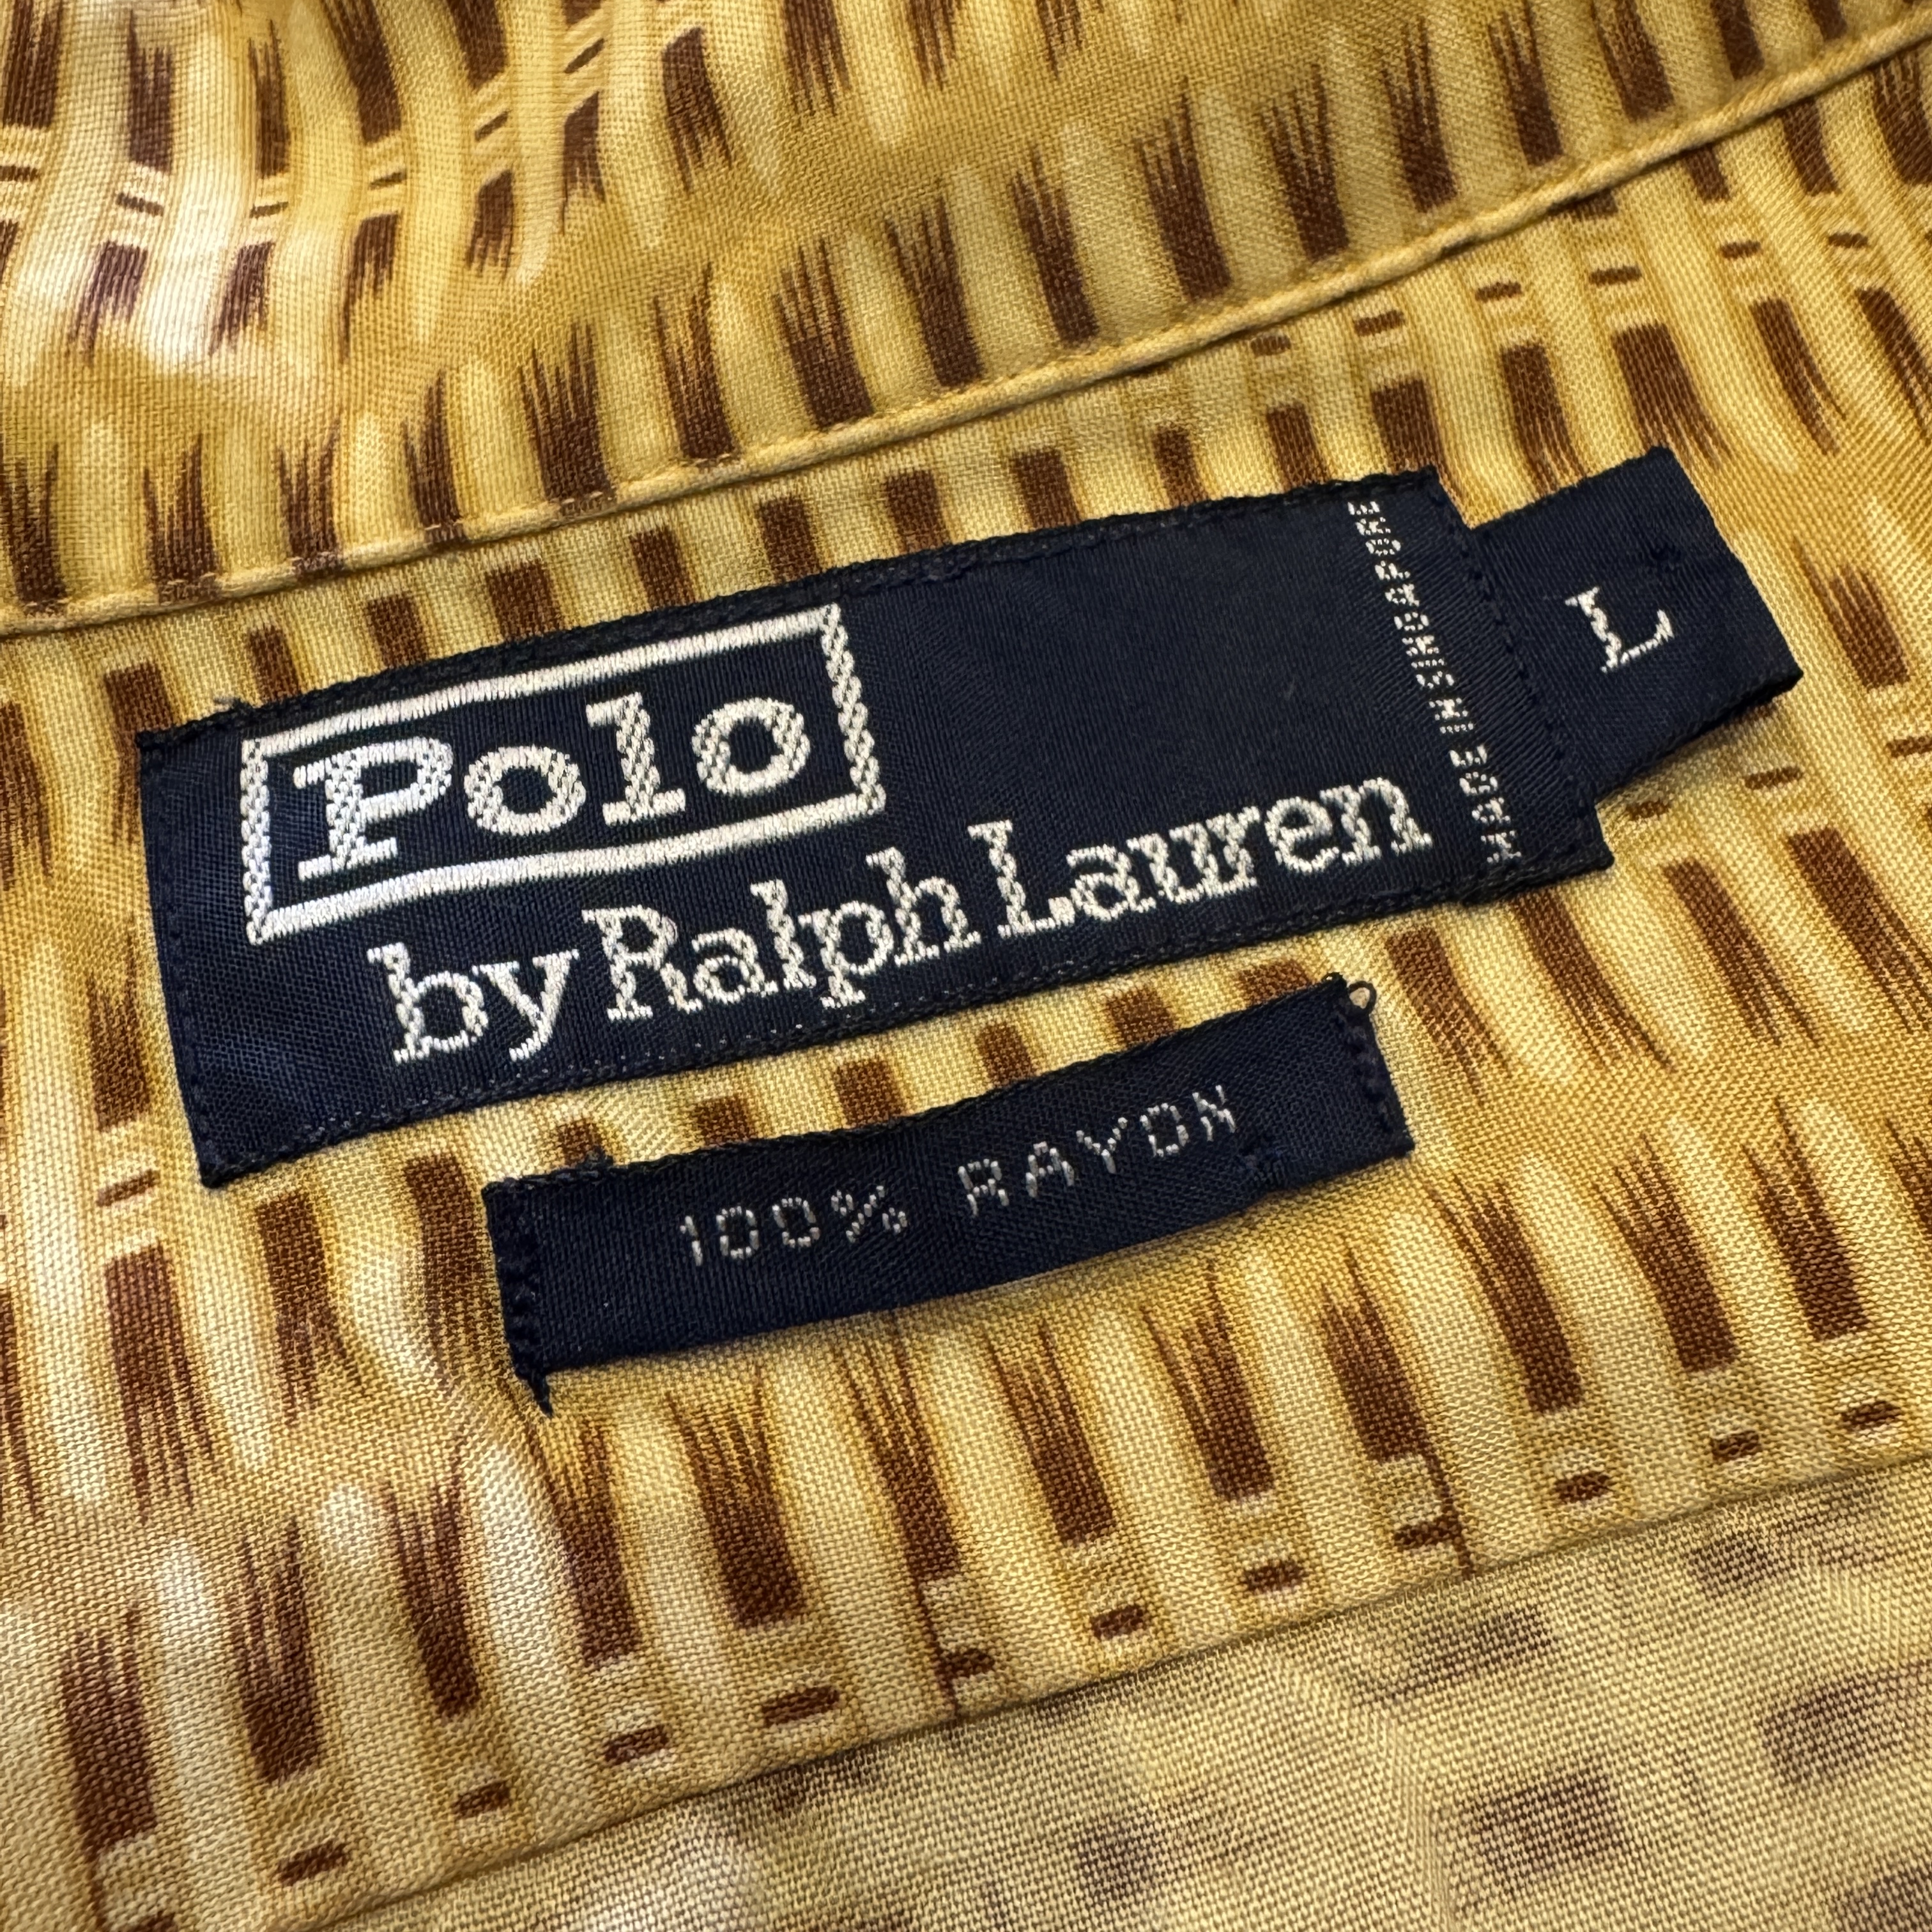 Polo
by Ralph Lauren
MADE IN SINGAPORE
L
100% RAYON